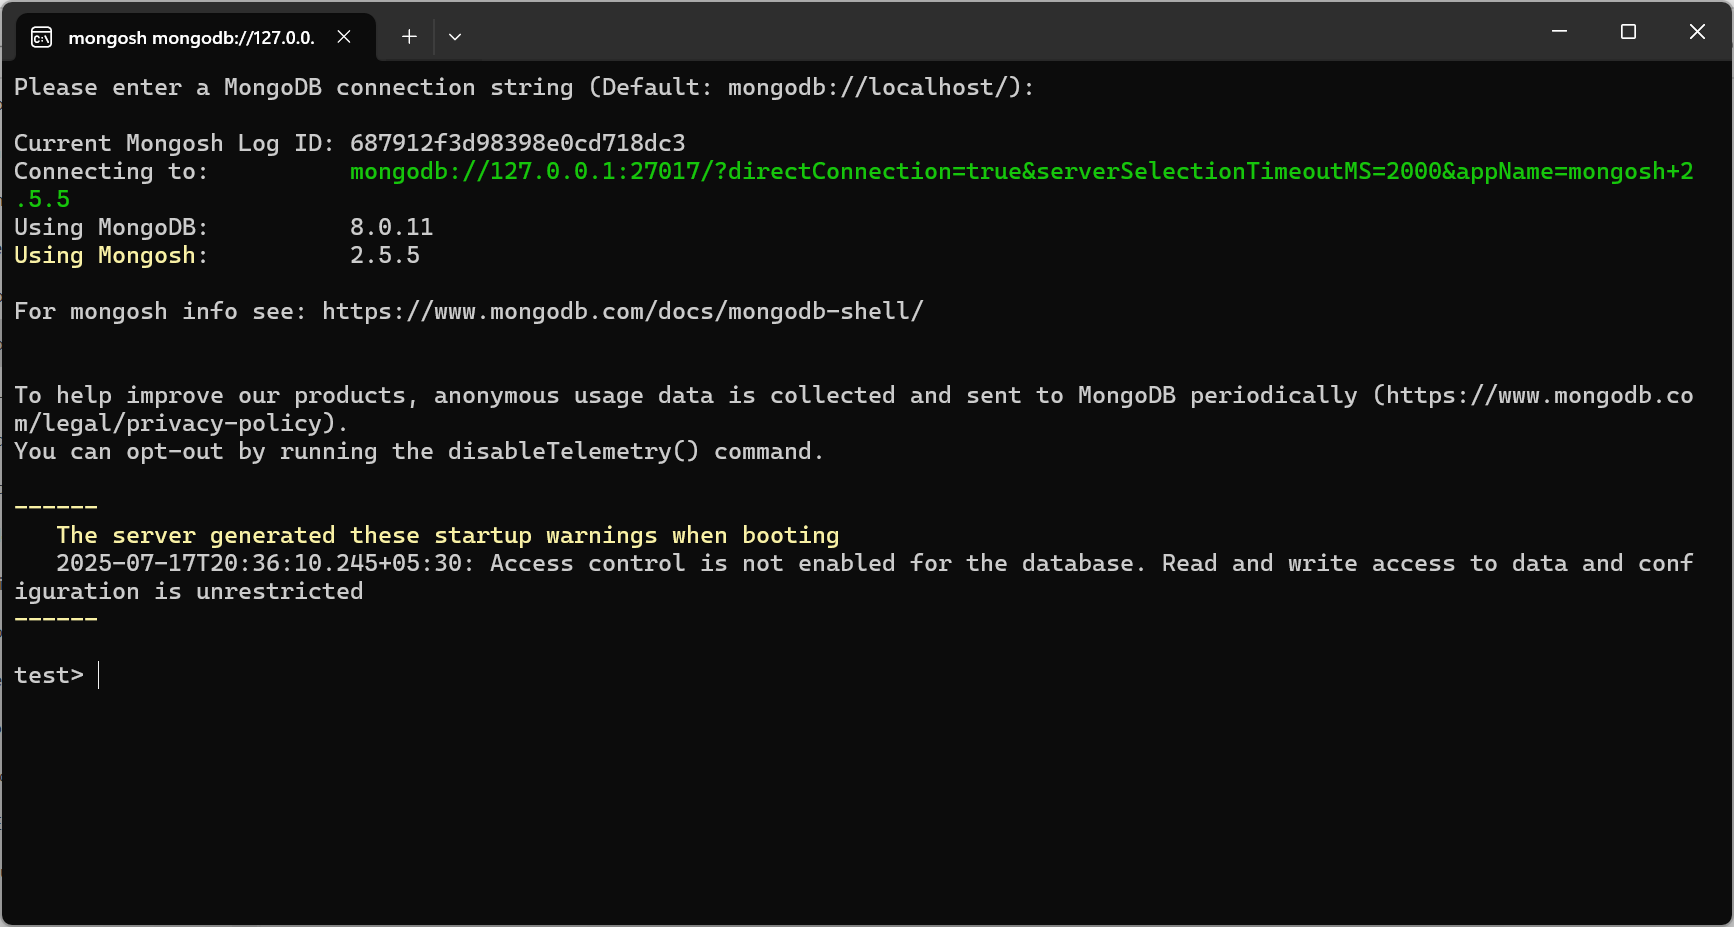 mongosh mongodb://127.0.0.
Please enter a MongoDB connection string (Default: mongodb://localhost/):
Current Mongosh Log ID: 687912f3d98398e0cd718dc3
Connecting to: mongodb://127.0.0.1:27017/?directConnection=true&serverSelectionTimeoutMS=2000&appName=mongosh+2
.5.5
Using MongoDB: 8.0.11
Using Mongosh: 2.5.5
For mongosh info see: https://www.mongodb.com/docs/mongodb-shell/
To help improve our products, anonymous usage data is collected and sent to MongoDB periodically (https://www.mongodb.co
m/legal/privacy-policy).
You can opt-out by running the disableTelemetry() command.
------
The server generated these startup warnings when booting
2025-07-17T20:36:10.245+05:30: Access control is not enabled for the database. Read and write access to data and conf
iguration is unrestricted
------
test>